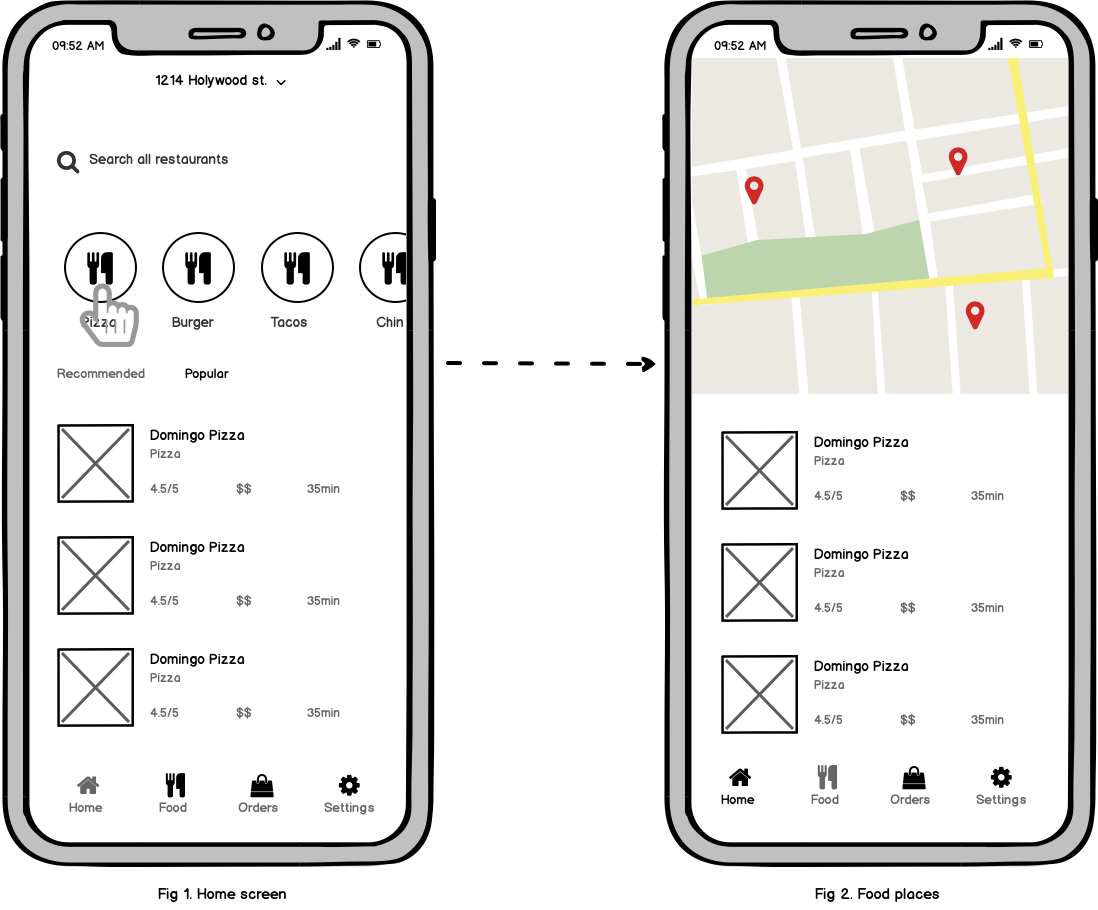 09:52 AM
1214 Holywood st.
Search all restaurants
Pizza
Burger
Tacos
Chin
Recommended
Popular
Domingo Pizza
Pizza
4.5/5
$$
35min
Domingo Pizza
Pizza
4.5/5
$$
35min
Domingo Pizza
Pizza
4.5/5
$$
35min
Home
Food
Orders
Settings
Fig 1. Home screen
09:52 AM
Domingo Pizza
Pizza
4.5/5
$$
35min
Domingo Pizza
Pizza
4.5/5
$$
35min
Domingo Pizza
Pizza
4.5/5
$$
35min
Home
Food
Orders
Settings
Fig 2. Food places